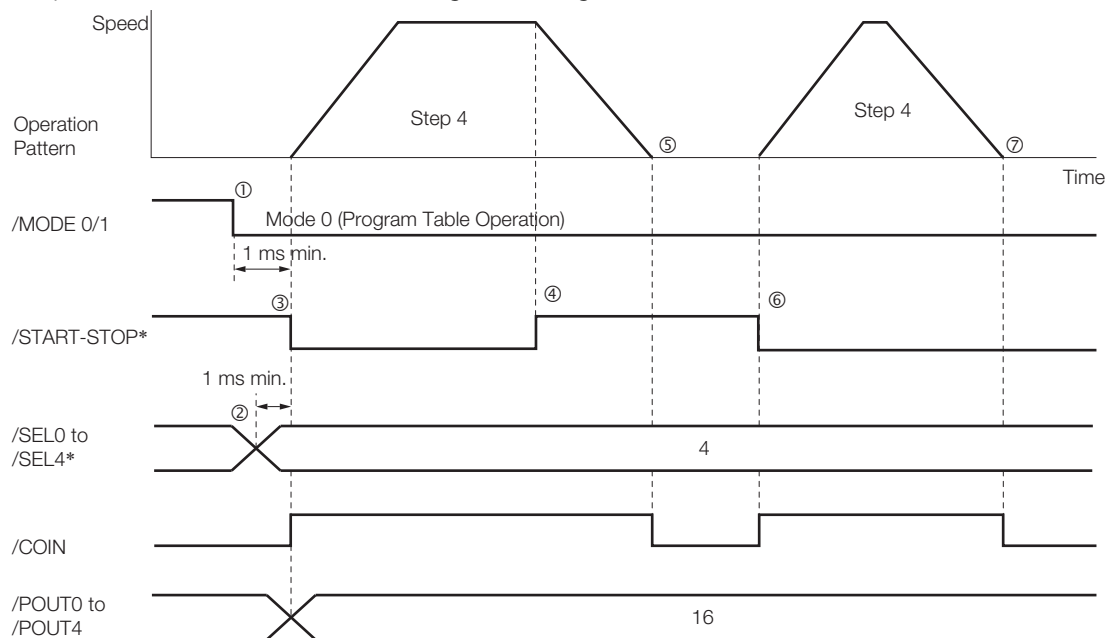 Speed
Step 4
Step 4
Operation
Pattern
⑤
⑦
Time
①
/MODE 0/1
Mode 0 (Program Table Operation)
1 ms min.
③
④
⑥
/START-STOP*
1 ms min.
②
/SEL0 to
/SEL4*
4
/COIN
/POUT0 to
/POUT4
16